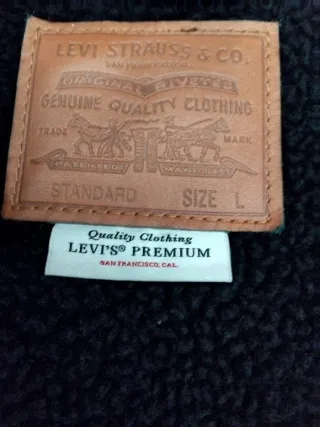 LEVI STRAUSS & CO.
SAN FRANCISCO, CAL.
ORIGINAL RIVETED
GENUINE QUALITY CLOTHING
TRADE MARK
STANDARD SIZE L
Quality Clothing
LEVI'S® PREMIUM
SAN FRANCISCO, CAL.